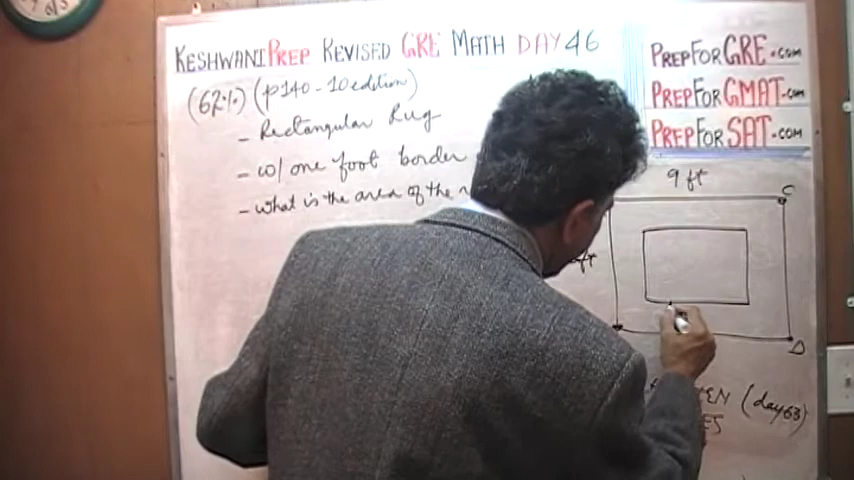 KESHWANIPREP REVISED GRE MATH DAY 46
(62%) (p140 - 10 edition)
- Rectangular Rug
- w/ one foot border
- what is the area of the
PREPFORGRE.com
PREPFORGMAT.com
PREPFORSAT.com
9 ft
C
D
(day 63)